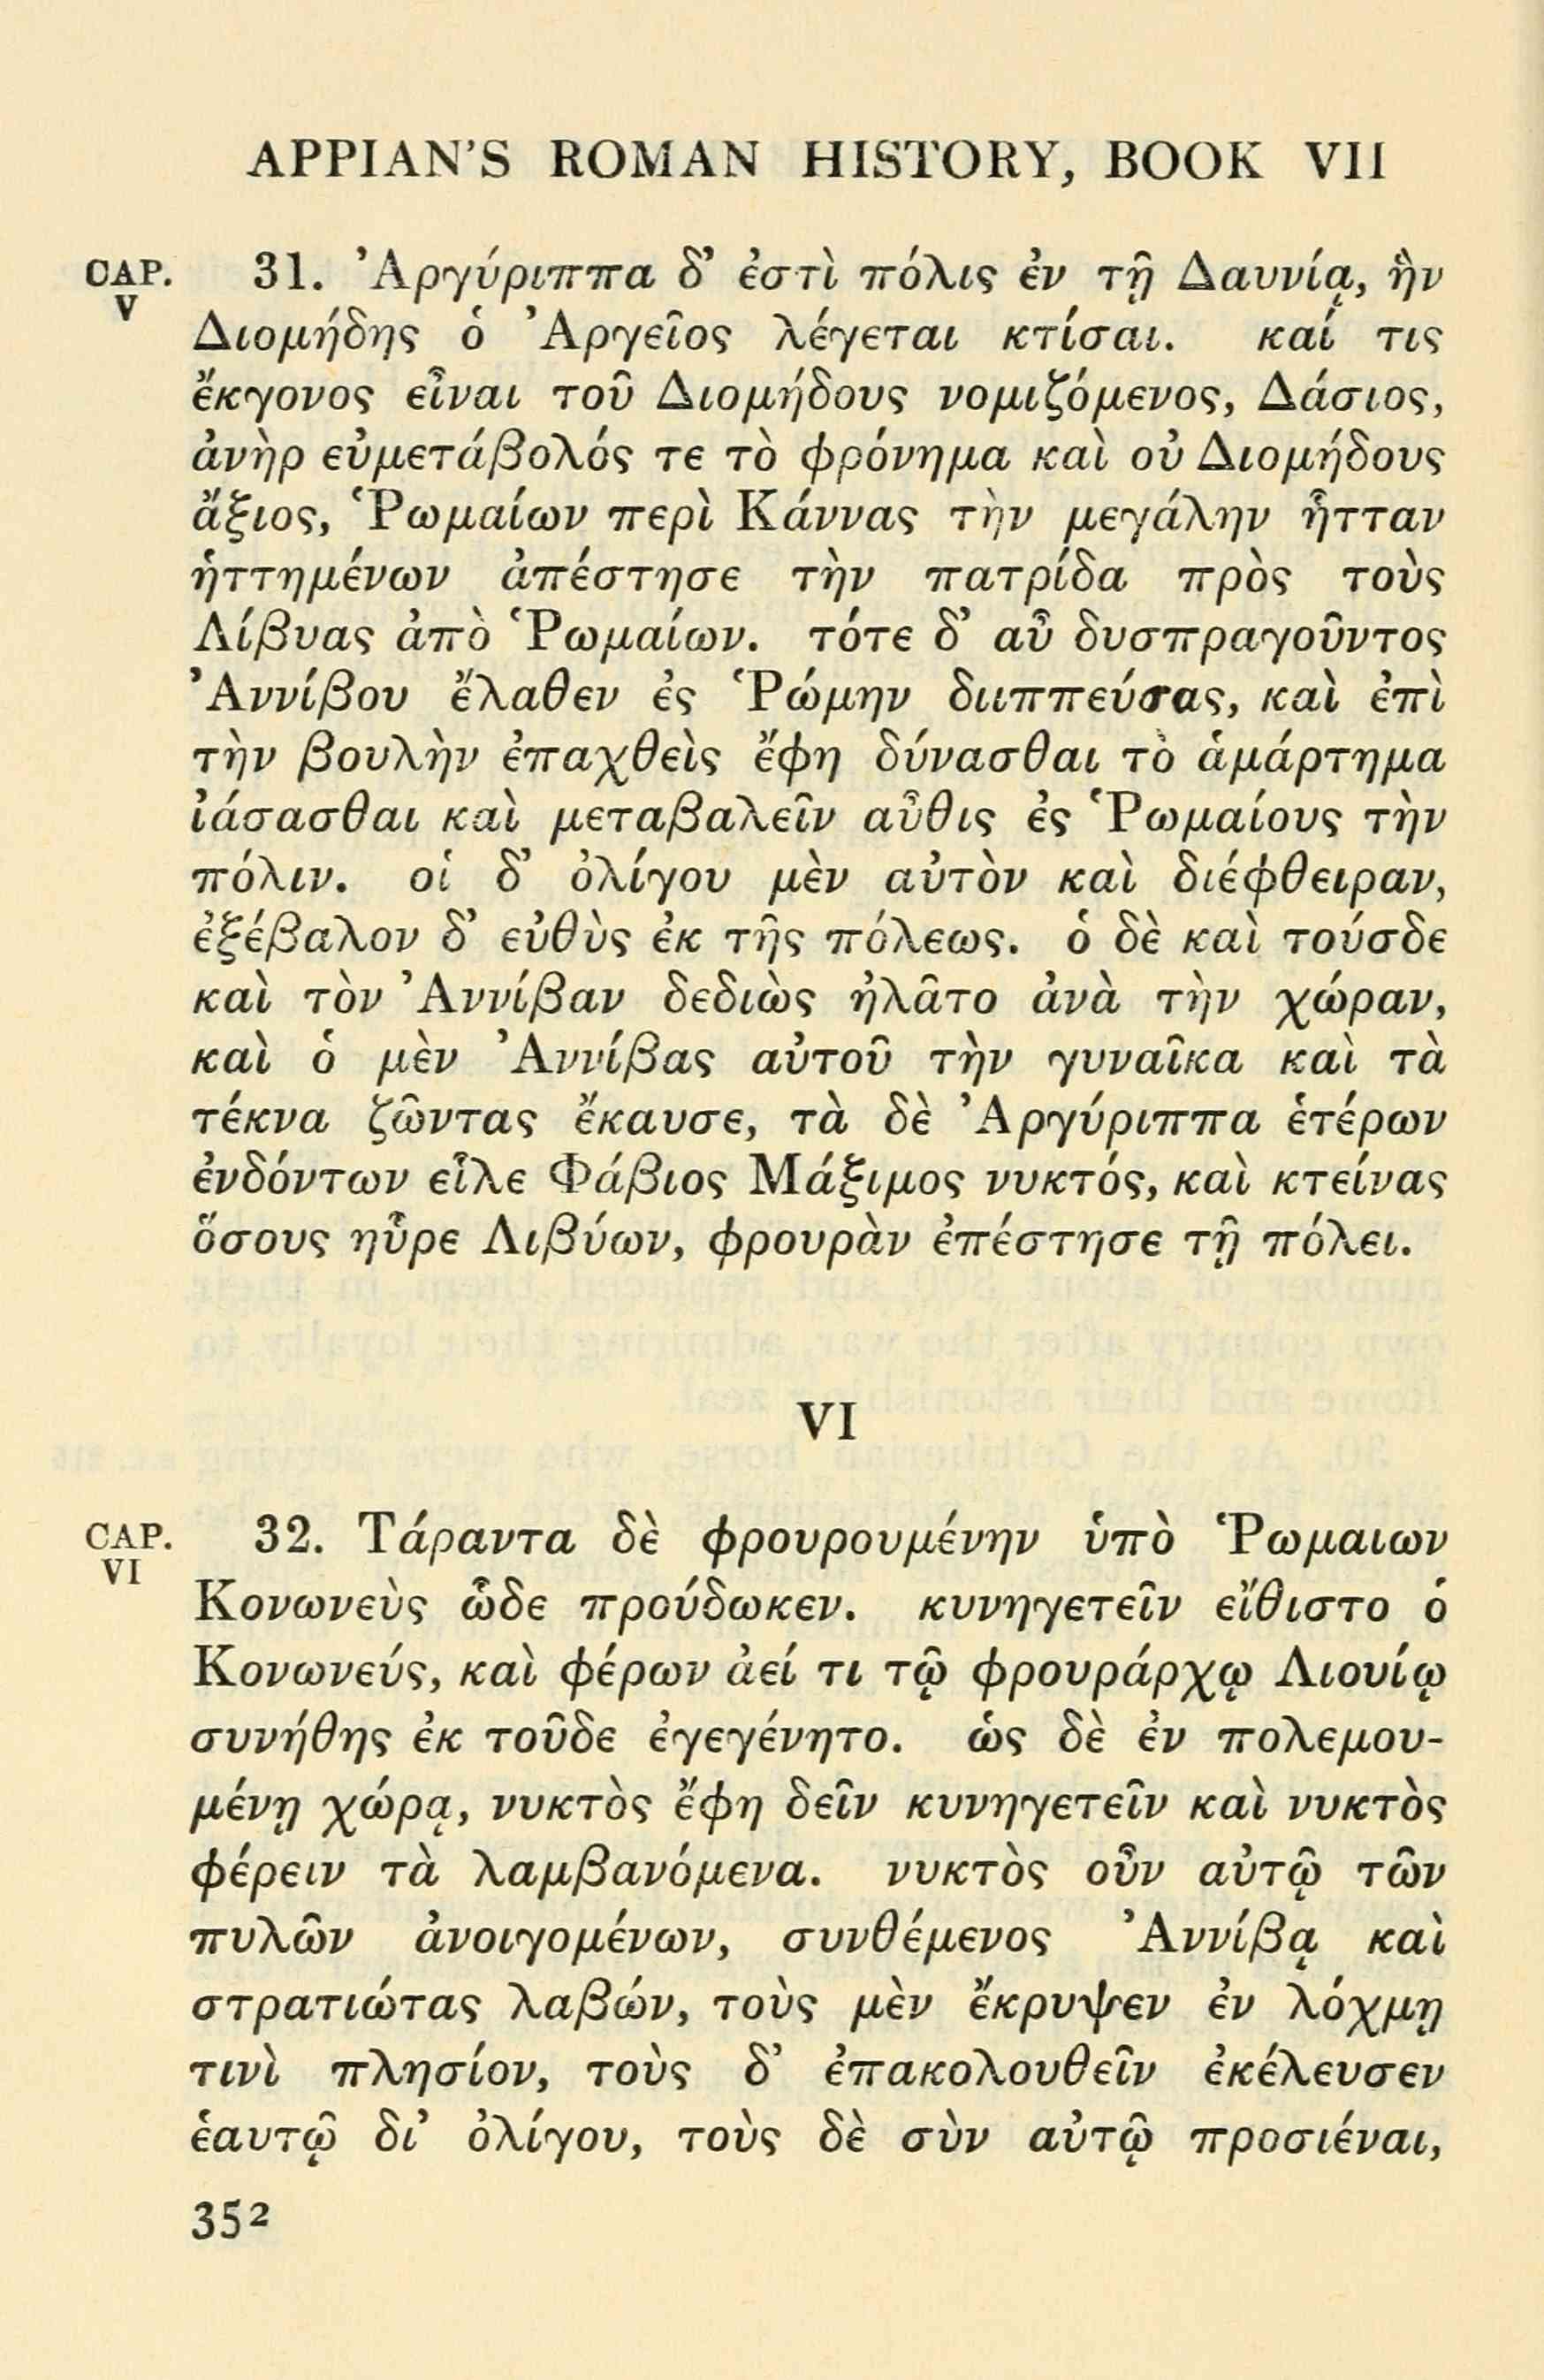 APPIAN'S ROMAN HISTORY, BOOK VII
CAP. V
31. Ἀργύριππα δ' ἐστὶ πόλις ἐν τῇ Δαυνίᾳ, ἣν
Διομήδης ὁ Ἀργεῖος λέγεται κτίσαι. καί τις
ἔκγονος εἶναι τοῦ Διομήδους νομιζόμενος, Δάσιος,
ἀνὴρ εὐμετάβολός τε τὸ φρόνημα καὶ οὐ Διομήδους
ἄξιος, Ῥωμαίων περὶ Κάννας τὴν μεγάλην ἧτταν
ἡττημένων ἀπέστησε τὴν πατρίδα πρὸς τοὺς
Λίβυας ἀπὸ Ῥωμαίων. τότε δ' αὖ δυσπραγοῦντος
Ἀννίβου ἔλαθεν ἐς Ῥώμην διιππεύσας, καὶ ἐπὶ
τὴν βουλὴν ἐπαχθεὶς ἔφη δύνασθαι τὸ ἁμάρτημα
ἰάσασθαι καὶ μεταβαλεῖν αὖθις ἐς Ῥωμαίους τὴν
πόλιν. οἱ δ' ὀλίγου μὲν αὐτὸν καὶ διέφθειραν,
ἐξέβαλον δ' εὐθὺς ἐκ τῆς πόλεως. ὁ δὲ καὶ τούσδε
καὶ τὸν Ἀννίβαν δεδιὼς ἠλᾶτο ἀνὰ τὴν χώραν,
καὶ ὁ μὲν Ἀννίβας αὐτοῦ τὴν γυναῖκα καὶ τὰ
τέκνα ζῶντας ἔκαυσε, τὰ δὲ Ἀργύριππα ἑτέρων
ἐνδόντων εἷλε Φάβιος Μάξιμος νυκτός, καὶ κτείνας
ὅσους ηὗρε Λιβύων, φρουρὰν ἐπέστησε τῇ πόλει.
VI
CAP. VI
32. Τάραντα δὲ φρουρουμένην ὑπὸ Ῥωμαιων
Κονωνεὺς ὧδε προύδωκεν. κυνηγετεῖν εἴθιστο ὁ
Κονωνεύς, καὶ φέρων ἀεί τι τῷ φρουράρχῳ Λιουίῳ
συνήθης ἐκ τοῦδε ἐγεγένητο. ὡς δὲ ἐν πολεμου-
μένῃ χώρᾳ, νυκτὸς ἔφη δεῖν κυνηγετεῖν καὶ νυκτὸς
φέρειν τὰ λαμβανόμενα. νυκτὸς οὖν αὐτῷ τῶν
πυλῶν ἀνοιγομένων, συνθέμενος Ἀννίβᾳ καὶ
στρατιώτας λαβών, τοὺς μὲν ἔκρυψεν ἐν λόχμῃ
τινὶ πλησίον, τοὺς δ' ἐπακολουθεῖν ἐκέλευσεν
ἑαυτῷ δι' ὀλίγου, τοὺς δὲ σὺν αὐτῷ προσιέναι,
352